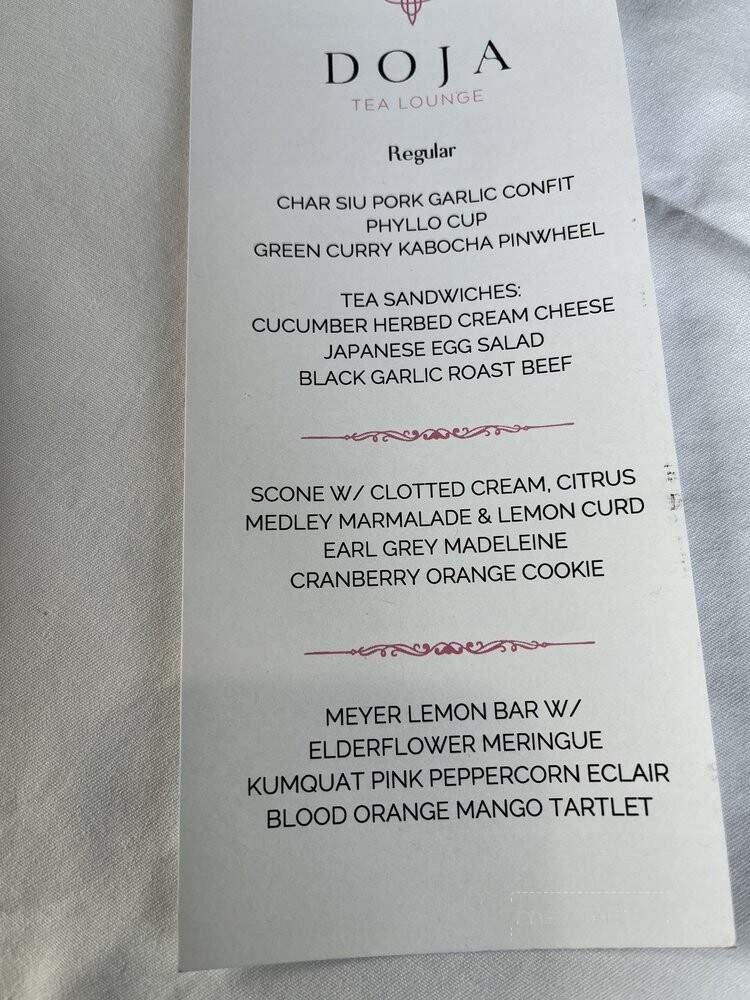 DOJA
TEA LOUNGE
Regular
CHAR SIU PORK GARLIC CONFIT
PHYLLO CUP
GREEN CURRY KABOCHA PINWHEEL
TEA SANDWICHES:
CUCUMBER HERBED CREAM CHEESE
JAPANESE EGG SALAD
BLACK GARLIC ROAST BEEF
SCONE W/ CLOTTED CREAM, CITRUS
MEDLEY MARMALADE & LEMON CURD
EARL GREY MADELEINE
CRANBERRY ORANGE COOKIE
MEYER LEMON BAR W/
ELDERFLOWER MERINGUE
KUMQUAT PINK PEPPERCORN ECLAIR
BLOOD ORANGE MANGO TARTLET